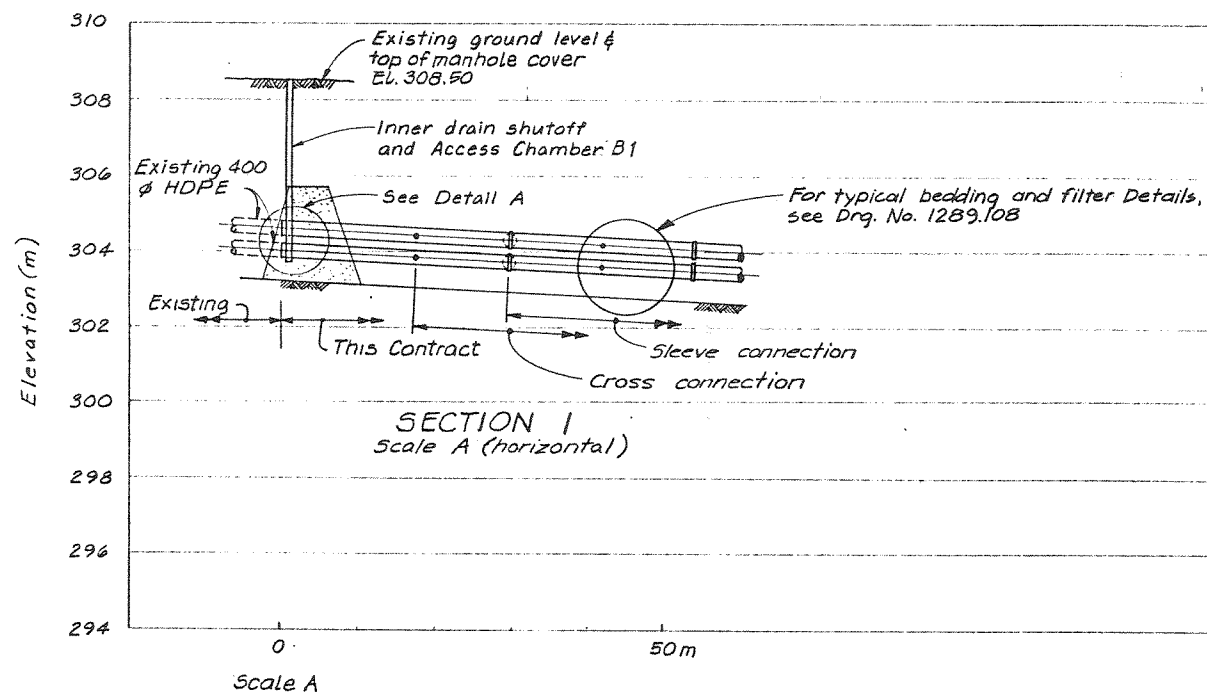 310
308
306
304
302
300
298
296
294
Elevation (m)
Existing ground level &
top of manhole cover
El. 308.50
Inner drain shutoff
and Access Chamber B1
Existing 400
ϕ HDPE
See Detail A
For typical bedding and filter Details,
see Drg. No. 1289.108
Existing
This Contract
Sleeve connection
Cross connection
SECTION 1
Scale A (horizontal)
0
50m
Scale A